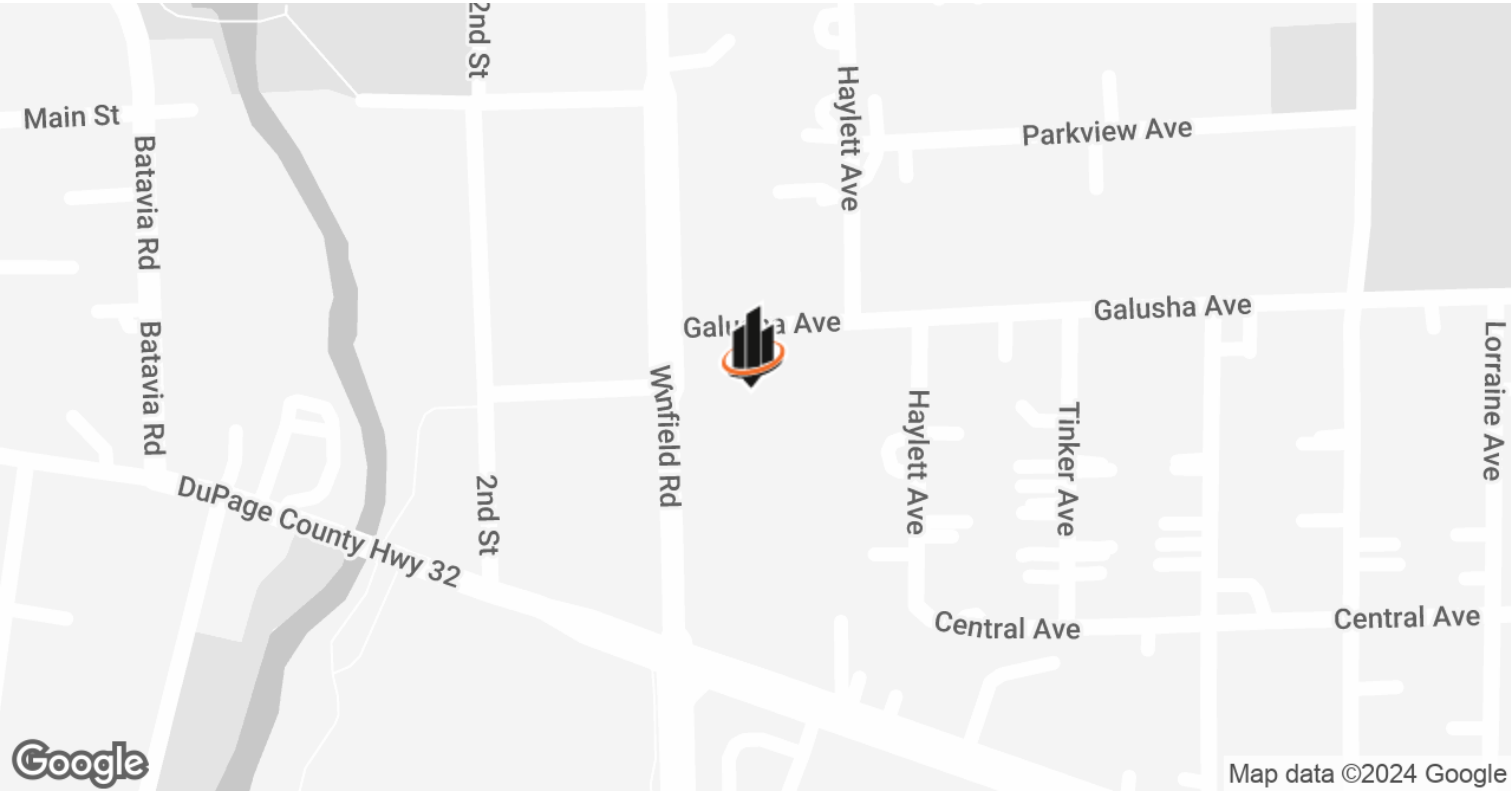 2nd St
Main St
Haylett Ave
Parkview Ave
Batavia Rd
Galusha Ave
Galusha Ave
Batavia Rd
Lorraine Ave
Winfield Rd
Haylett Ave
Tinker Ave
2nd St
DuPage County Hwy 32
Central Ave
Central Ave
Google
Map data ©2024 Google